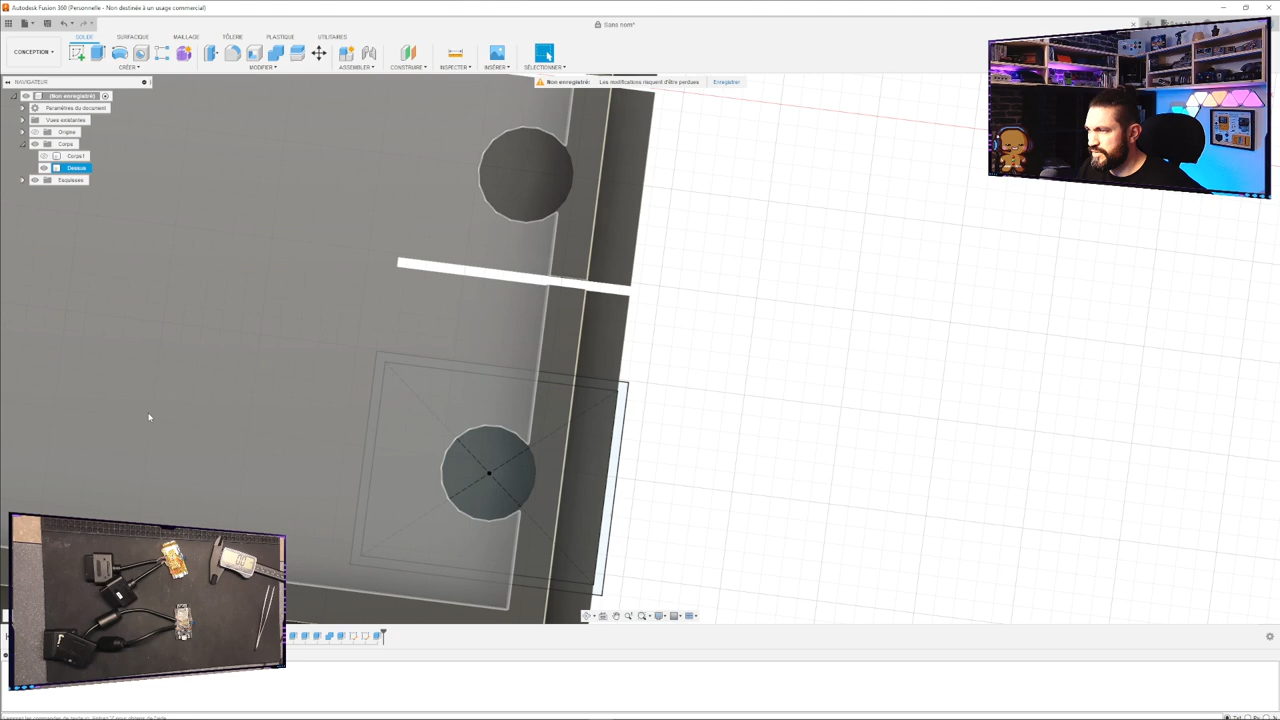 Autodesk Fusion 360 (Personnelle - Non destinée à un usage commercial)
Sans nom*
SOLIDE SURFACIQUE MAILLAGE TÔLERIE PLASTIQUE UTILITAIRES
CONCEPTION
CRÉER MODIFIER ASSEMBLER CONSTRUIRE INSPECTER INSÉRER SÉLECTIONNER
NAVIGATEUR
Non enregistré: Les modifications risquent d'être perdues Enregistrer
(Non enregistré)
Paramètres du document
Vues existantes
Origine
Corps
Corps1
Dessus
Esquisses